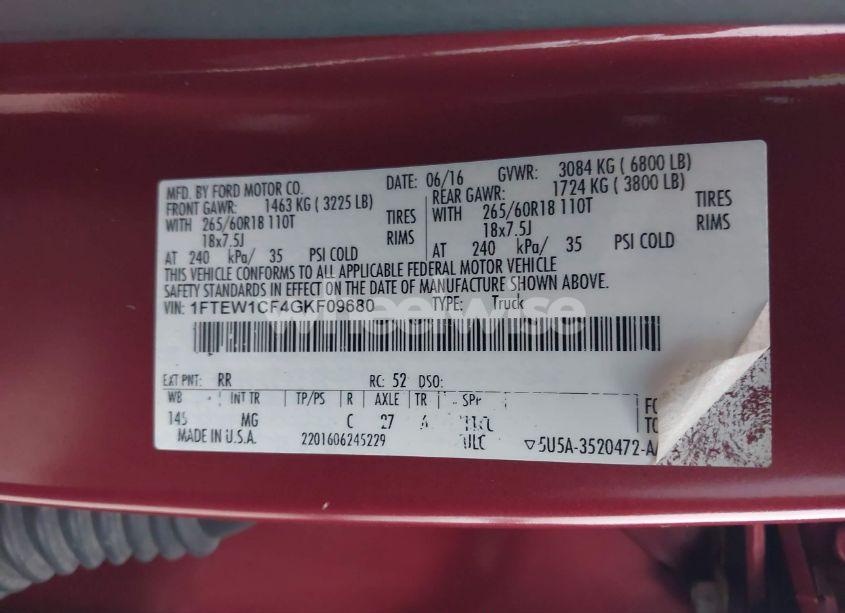 MFD. BY FORD MOTOR CO. DATE: 06/16 GVWR: 3084 KG ( 6800 LB)
FRONT GAWR: 1463 KG ( 3225 LB) REAR GAWR: 1724 KG ( 3800 LB)
WITH 265/60R18 110T TIRES WITH 265/60R18 110T TIRES
18x7.5J RIMS 18x7.5J RIMS
AT 240 kPa/ 35 PSI COLD AT 240 kPa/ 35 PSI COLD
THIS VEHICLE CONFORMS TO ALL APPLICABLE FEDERAL MOTOR VEHICLE
SAFETY STANDARDS IN EFFECT ON THE DATE OF MANUFACTURE SHOWN ABOVE.
VIN: 1FTEW1CF4GKF09680 TYPE: Truck
wheelwise
EXT PNT: RR RC: 52 DSO:
WB INT TR TP/PS R AXLE TR SPR
145 MG C 27 A
MADE IN U.S.A. 2201606245229 ULC ▽5U5A-3520472-A